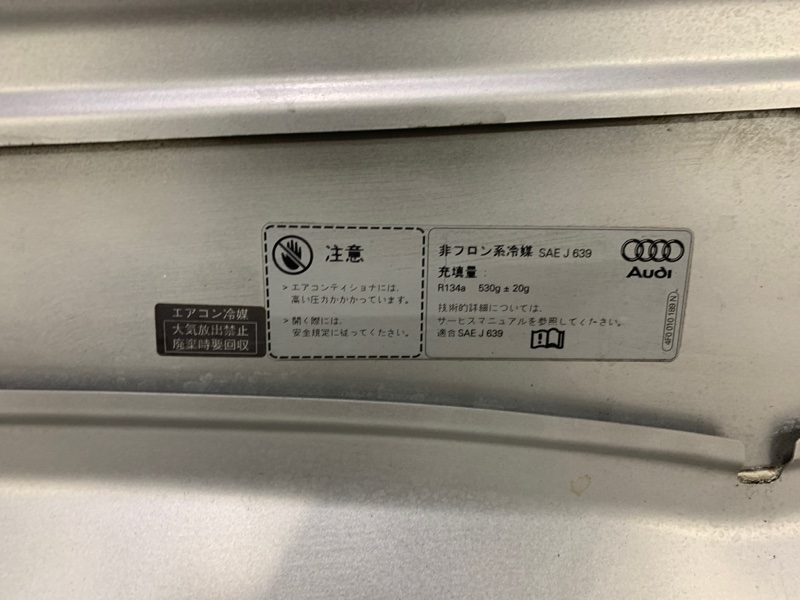 エアコン冷媒
大気放出禁止
廃棄時要回収
注意
> エアコンディショナには、
高い圧力がかかっています。
> 開く際には、
安全規定に従ってください。
非フロン系冷媒 SAE J 639
充填量 :
R134a 530g ± 20g
技術的詳細については、
サービスマニュアルを参照してください。
適合 SAE J 639
Audi